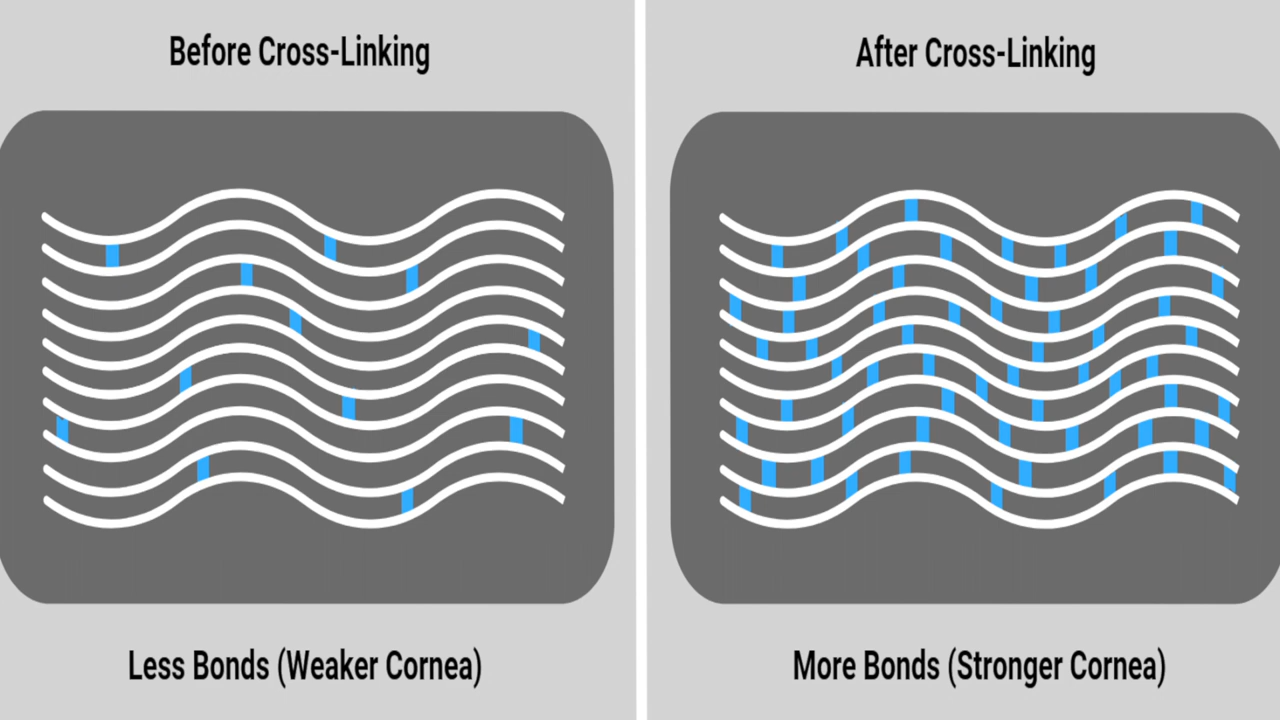 Before Cross-Linking
After Cross-Linking
Less Bonds (Weaker Cornea)
More Bonds (Stronger Cornea)